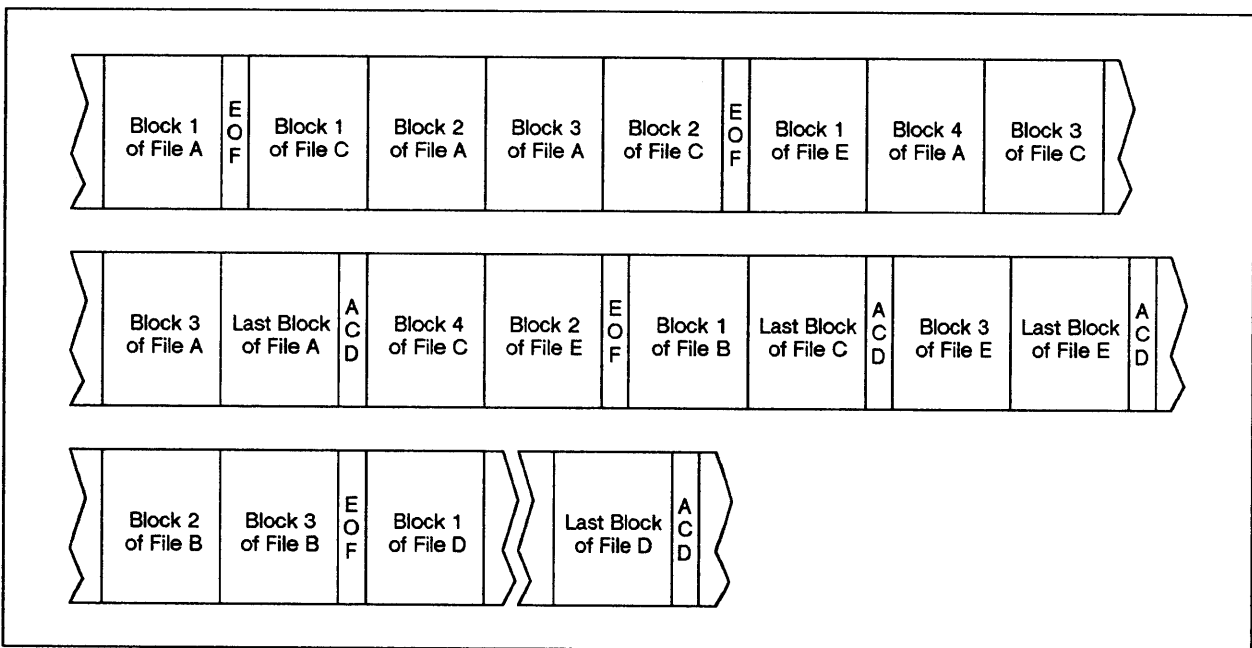 Block 1
of File A
E
O
F
Block 1
of File C
Block 2
of File A
Block 3
of File A
Block 2
of File C
E
O
F
Block 1
of File E
Block 4
of File A
Block 3
of File C
Block 3
of File A
Last Block
of File A
A
C
D
Block 4
of File C
Block 2
of File E
E
O
F
Block 1
of File B
Last Block
of File C
A
C
D
Block 3
of File E
Last Block
of File E
A
C
D
Block 2
of File B
Block 3
of File B
E
O
F
Block 1
of File D
Last Block
of File D
A
C
D